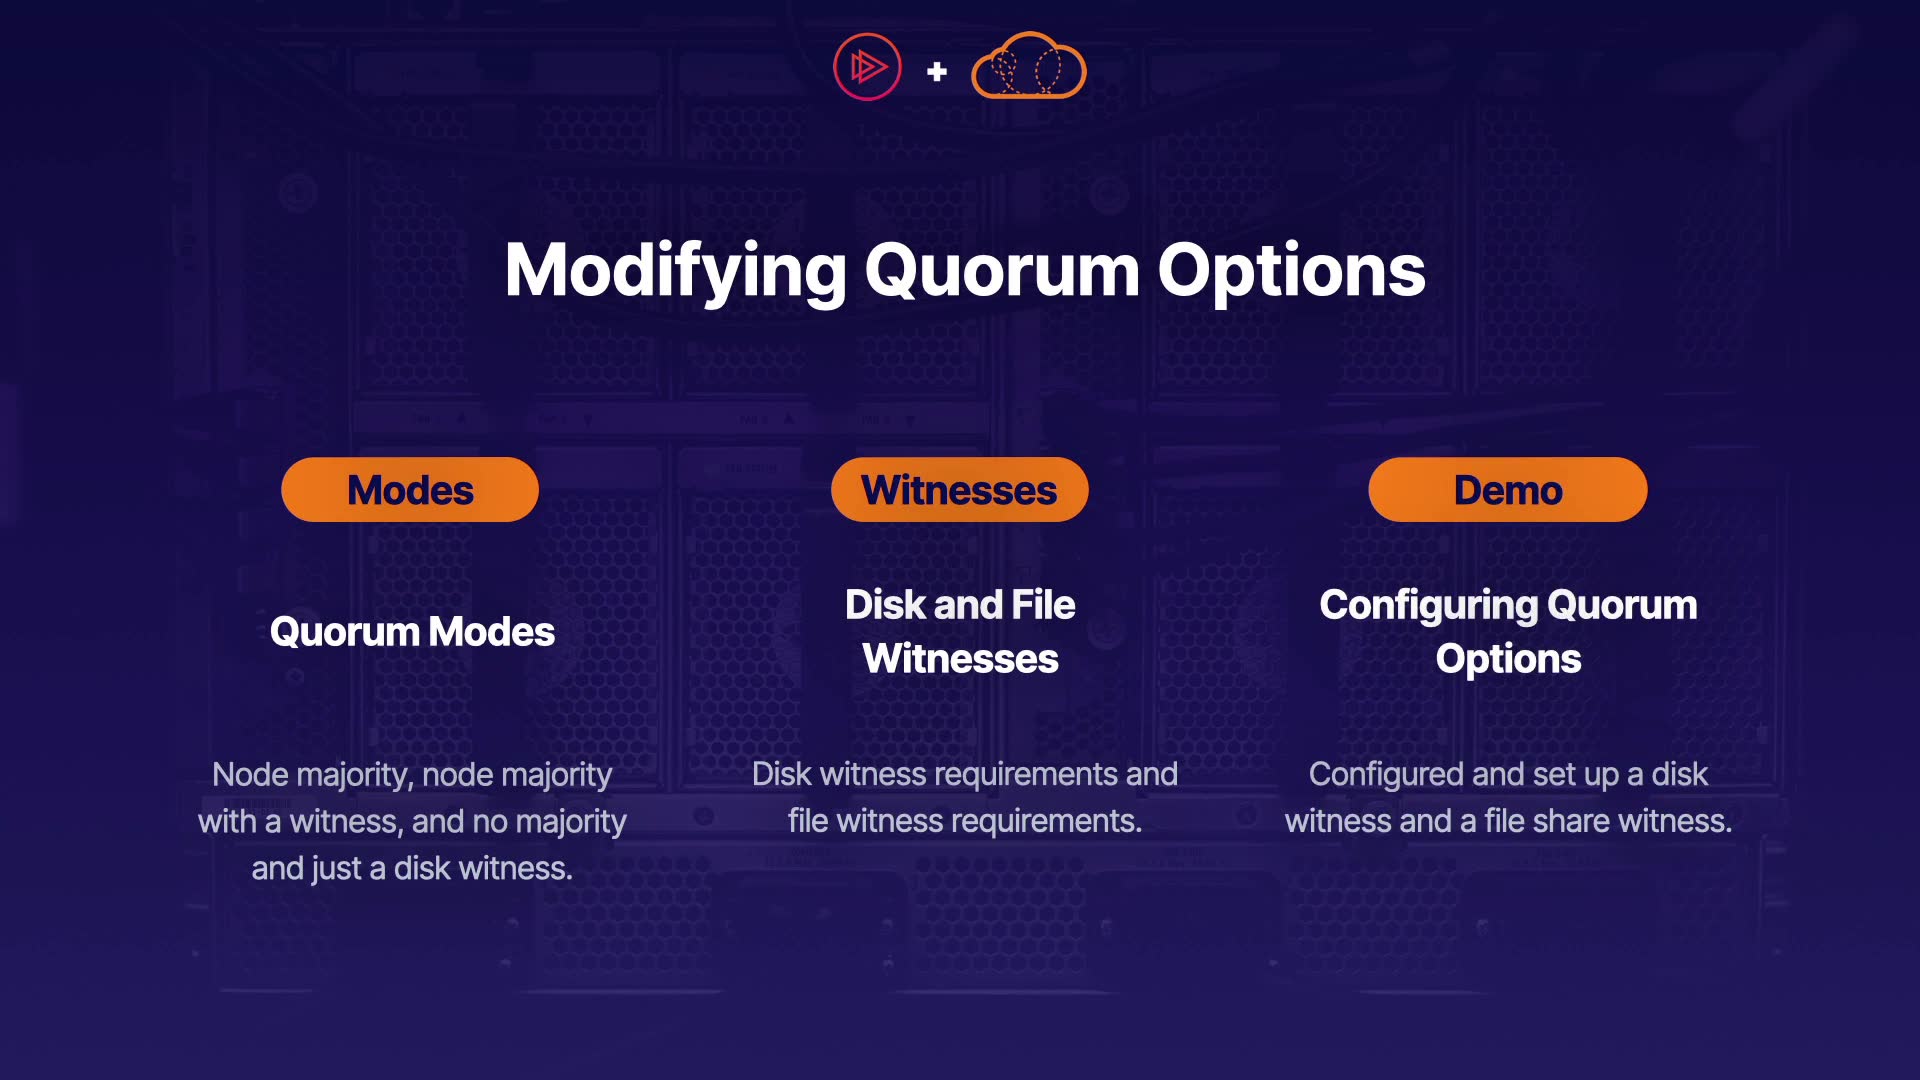 Modifying Quorum Options
Modes
Quorum Modes
Node majority, node majority
with a witness, and no majority
and just a disk witness.
Witnesses
Disk and File
Witnesses
Disk witness requirements and
file witness requirements.
Demo
Configuring Quorum
Options
Configured and set up a disk
witness and a file share witness.